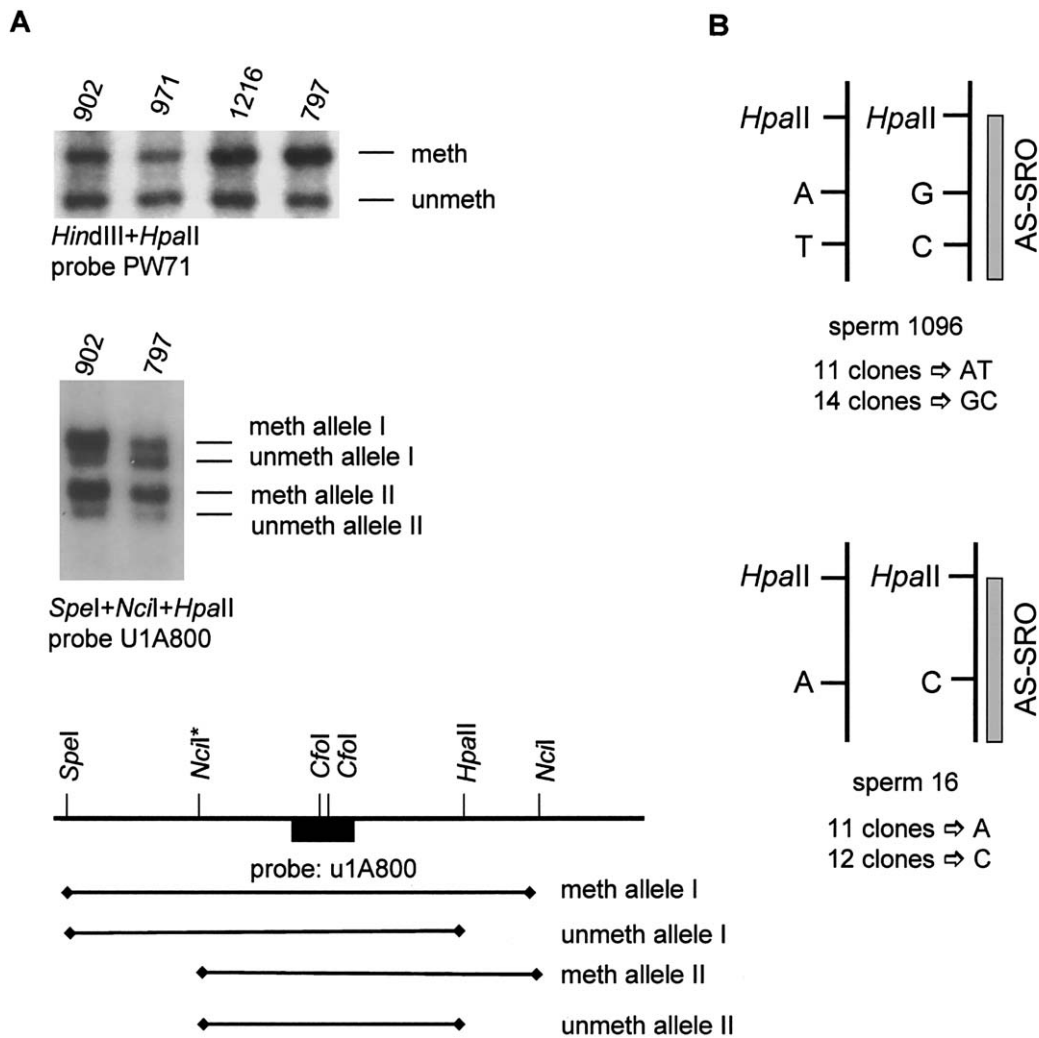 A
902 971 1216 797
meth
unmeth
HindIII+HpaII
probe PW71
902 797
meth allele I
unmeth allele I
meth allele II
unmeth allele II
SpeI+NciI+HpaII
probe U1A800
SpeI NciI* CfoI CfoI HpaII NciI
probe: u1A800
meth allele I
unmeth allele I
meth allele II
unmeth allele II
B
HpaII HpaII
A G
T C
AS-SRO
sperm 1096
11 clones ⇨ AT
14 clones ⇨ GC
HpaII HpaII
A C
AS-SRO
sperm 16
11 clones ⇨ A
12 clones ⇨ C